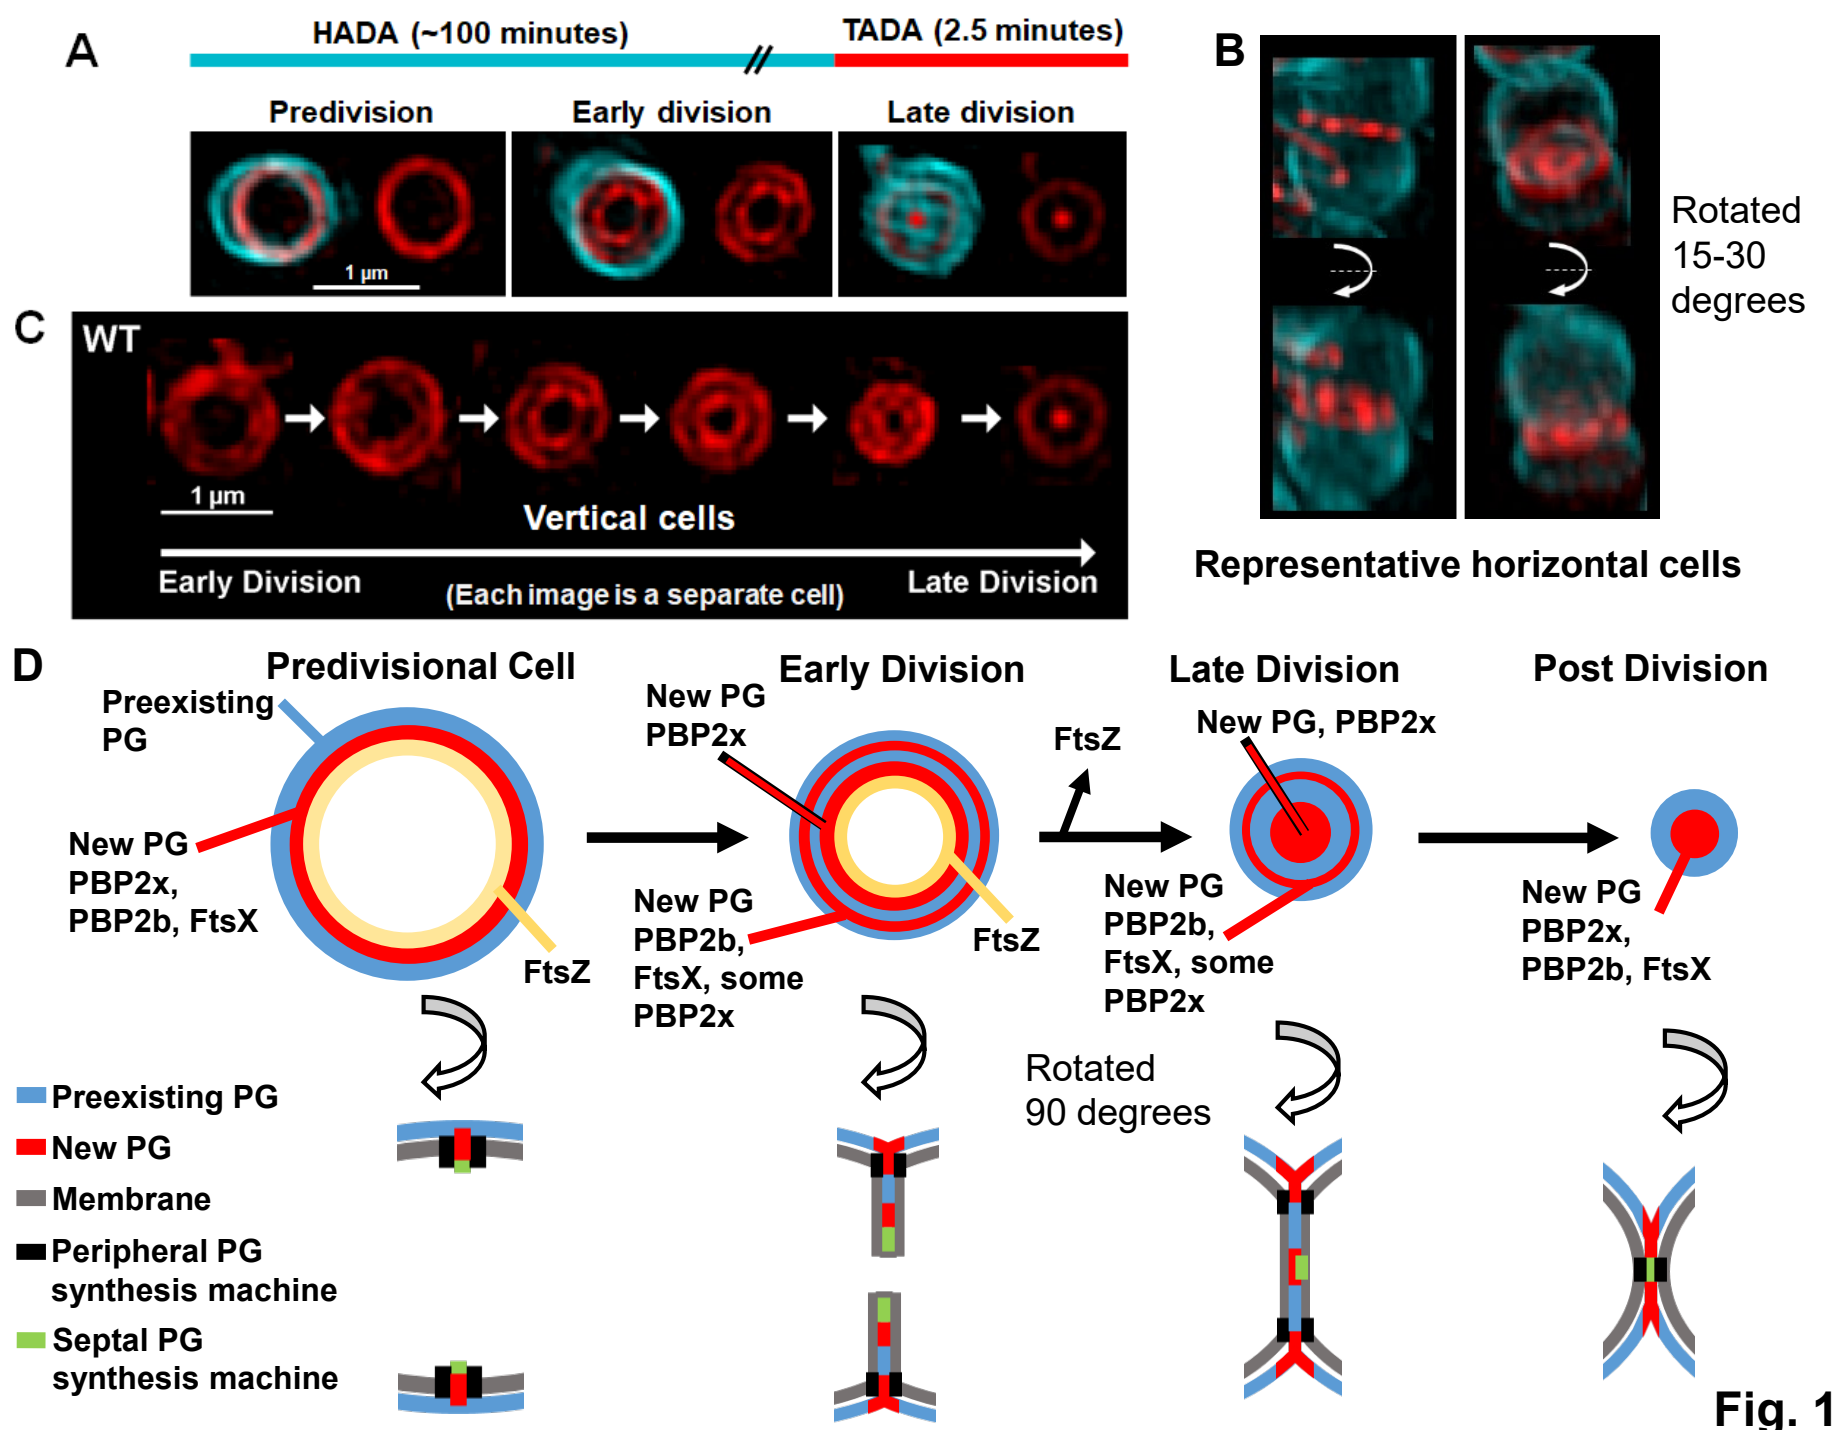 A
HADA (~100 minutes)
TADA (2.5 minutes)
Predivision
Early division
Late division
1 µm
B
Rotated
15-30
degrees
Representative horizontal cells
C
WT
1 µm
Vertical cells
Early Division
(Each image is a separate cell)
Late Division
D
Predivisional Cell
Early Division
Late Division
Post Division
Preexisting
PG
New PG
PBP2x,
PBP2b, FtsX
FtsZ
New PG
PBP2x
New PG
PBP2b,
FtsX, some
PBP2x
FtsZ
FtsZ
New PG, PBP2x
New PG
PBP2b,
FtsX, some
PBP2x
New PG
PBP2x,
PBP2b, FtsX
Rotated
90 degrees
Preexisting PG
New PG
Membrane
Peripheral PG
synthesis machine
Septal PG
synthesis machine
Fig. 1